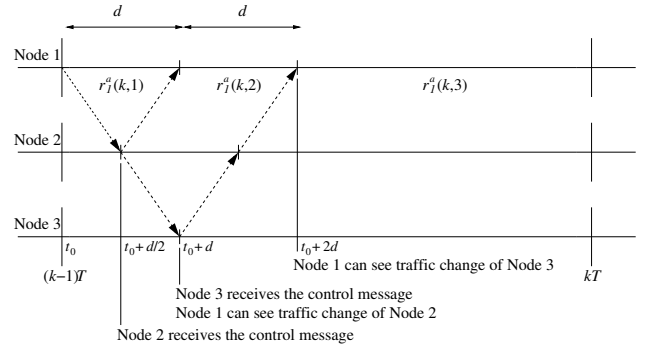 d d
Node 1
r_1^a(k,1) r_1^a(k,2) r_1^a(k,3)
Node 2
Node 3
t_0 t_0+d/2 t_0+d t_0+2d
Node 1 can see traffic change of Node 3
(k−1)T kT
Node 3 receives the control message
Node 1 can see traffic change of Node 2
Node 2 receives the control message